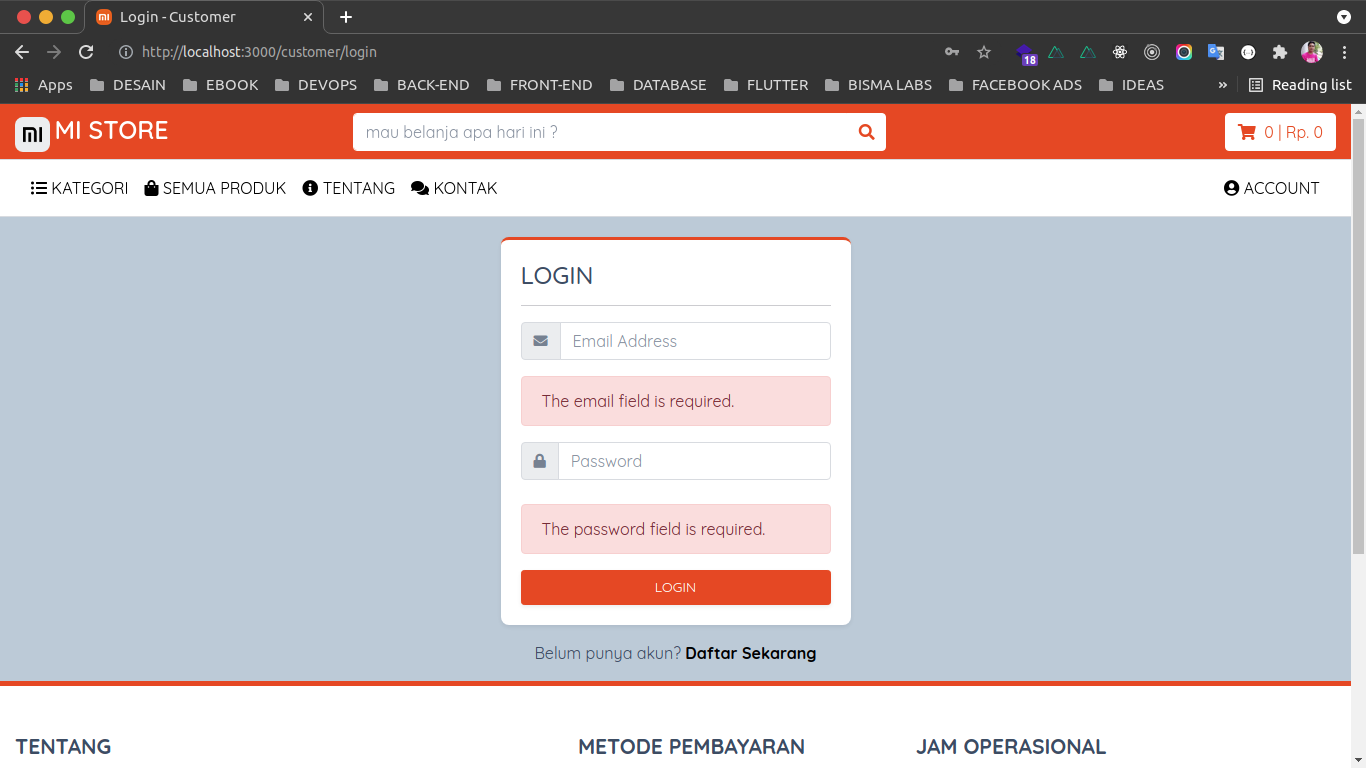 Login - Customer
http://localhost:3000/customer/login
18
Apps DESAIN EBOOK DEVOPS BACK-END FRONT-END DATABASE FLUTTER BISMA LABS FACEBOOK ADS IDEAS » Reading list
MI STORE
mau belanja apa hari ini ?
0 | Rp. 0
KATEGORI SEMUA PRODUK TENTANG KONTAK ACCOUNT
LOGIN
Email Address
The email field is required.
Password
The password field is required.
LOGIN
Belum punya akun? Daftar Sekarang
TENTANG METODE PEMBAYARAN JAM OPERASIONAL